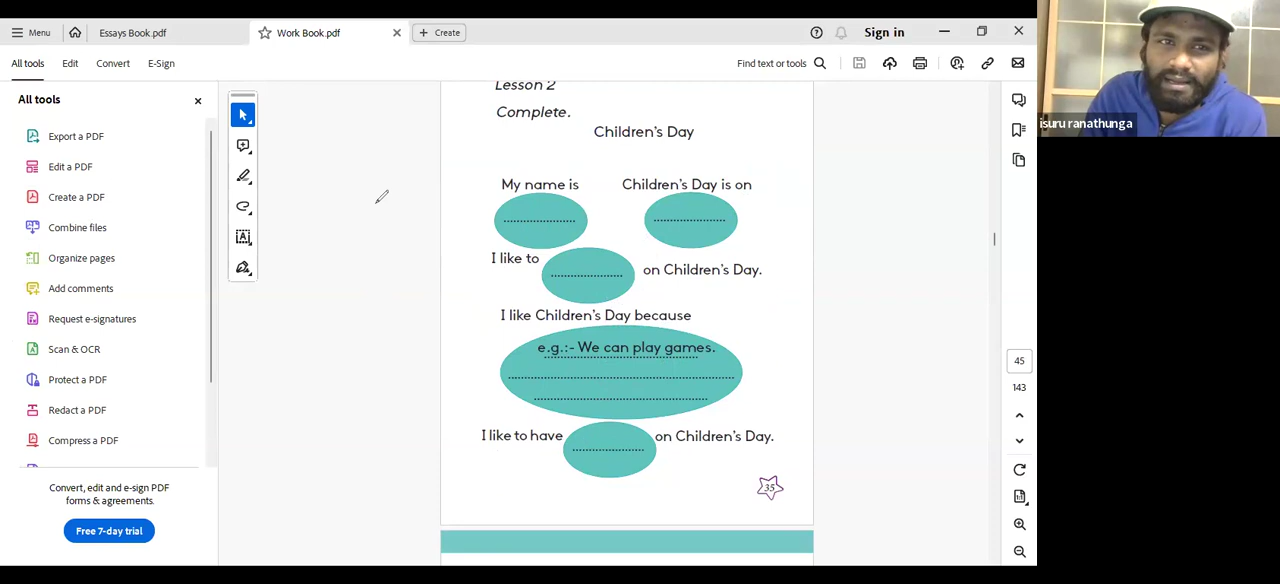 Menu
Essays Book.pdf
Work Book.pdf
Create
Sign in
All tools
Edit
Convert
E-Sign
Find text or tools
All tools
Export a PDF
Edit a PDF
Create a PDF
Combine files
Organize pages
Add comments
Request e-signatures
Scan & OCR
Protect a PDF
Redact a PDF
Compress a PDF
Convert, edit and e-sign PDF
forms & agreements.
Free 7-day trial
Lesson 2
Complete.
Children's Day
My name is
Children's Day is on
I like to
on Children's Day.
I like Children's Day because
e.g.:- We can play games.
I like to have
on Children's Day.
35
45
143
isuru ranathunga